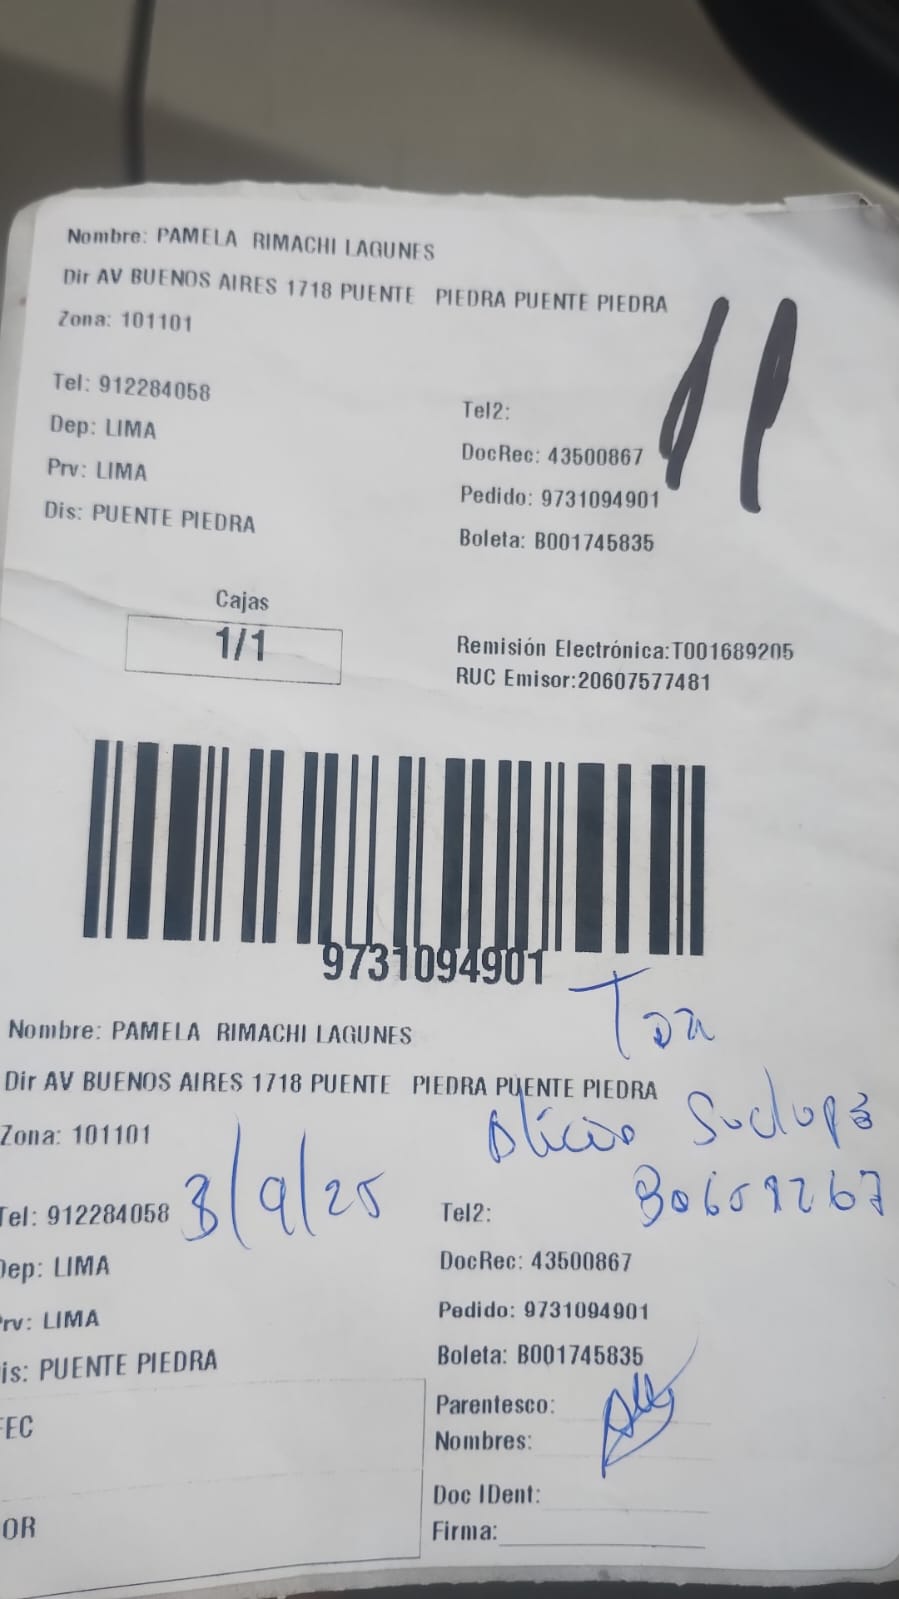 Nombre: PAMELA RIMACHI LAGUNES
Dir AV BUENOS AIRES 1718 PUENTE PIEDRA PUENTE PIEDRA
Zona: 101101
Tel: 912284058
Tel2:
Dep: LIMA
DocRec: 43500867
Prv: LIMA
Pedido: 9731094901
Dis: PUENTE PIEDRA
Boleta: B001745835
11
Cajas
1/1
Remisión Electrónica:T001689205
RUC Emisor:20607577481
9731094901
Nombre: PAMELA RIMACHI LAGUNES
Dir AV BUENOS AIRES 1718 PUENTE PIEDRA PUENTE PIEDRA
Zona: 101101
Tel: 912284058
3/9/25
Tel2:
Dep: LIMA
DocRec: 43500867
Prv: LIMA
Pedido: 9731094901
is: PUENTE PIEDRA
Boleta: B001745835
Parentesco:
Nombres:
Doc IDent:
Firma:
FEC
OR